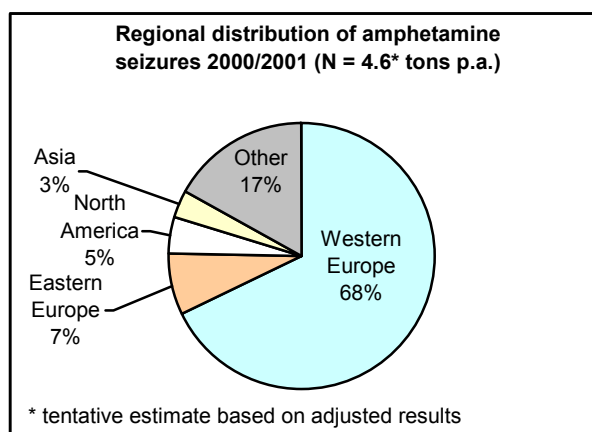 Regional distribution of amphetamine
seizures 2000/2001 (N = 4.6* tons p.a.)
Other
17%
Asia
3%
North
America
5%
Eastern
Europe
7%
Western
Europe
68%
* tentative estimate based on adjusted results